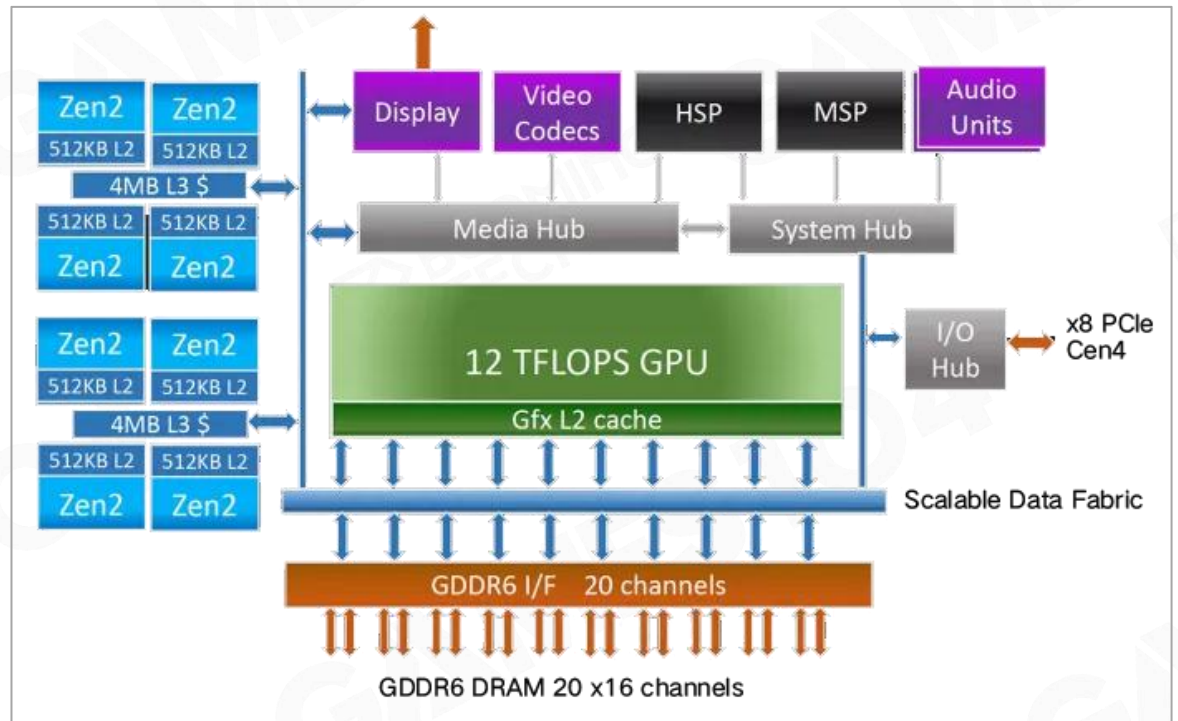 Zen2 Zen2
512KB L2 512KB L2
4MB L3 $
512KB L2 512KB L2
Zen2 Zen2
Zen2 Zen2
512KB L2 512KB L2
4MB L3 $
512KB L2 512KB L2
Zen2 Zen2
Display
Video
Codecs
HSP
MSP
Audio
Units
Media Hub
System Hub
12 TFLOPS GPU
Gfx L2 cache
I/O
Hub
x8 PCIe
Cen4
Scalable Data Fabric
GDDR6 I/F 20 channels
GDDR6 DRAM 20 x16 channels